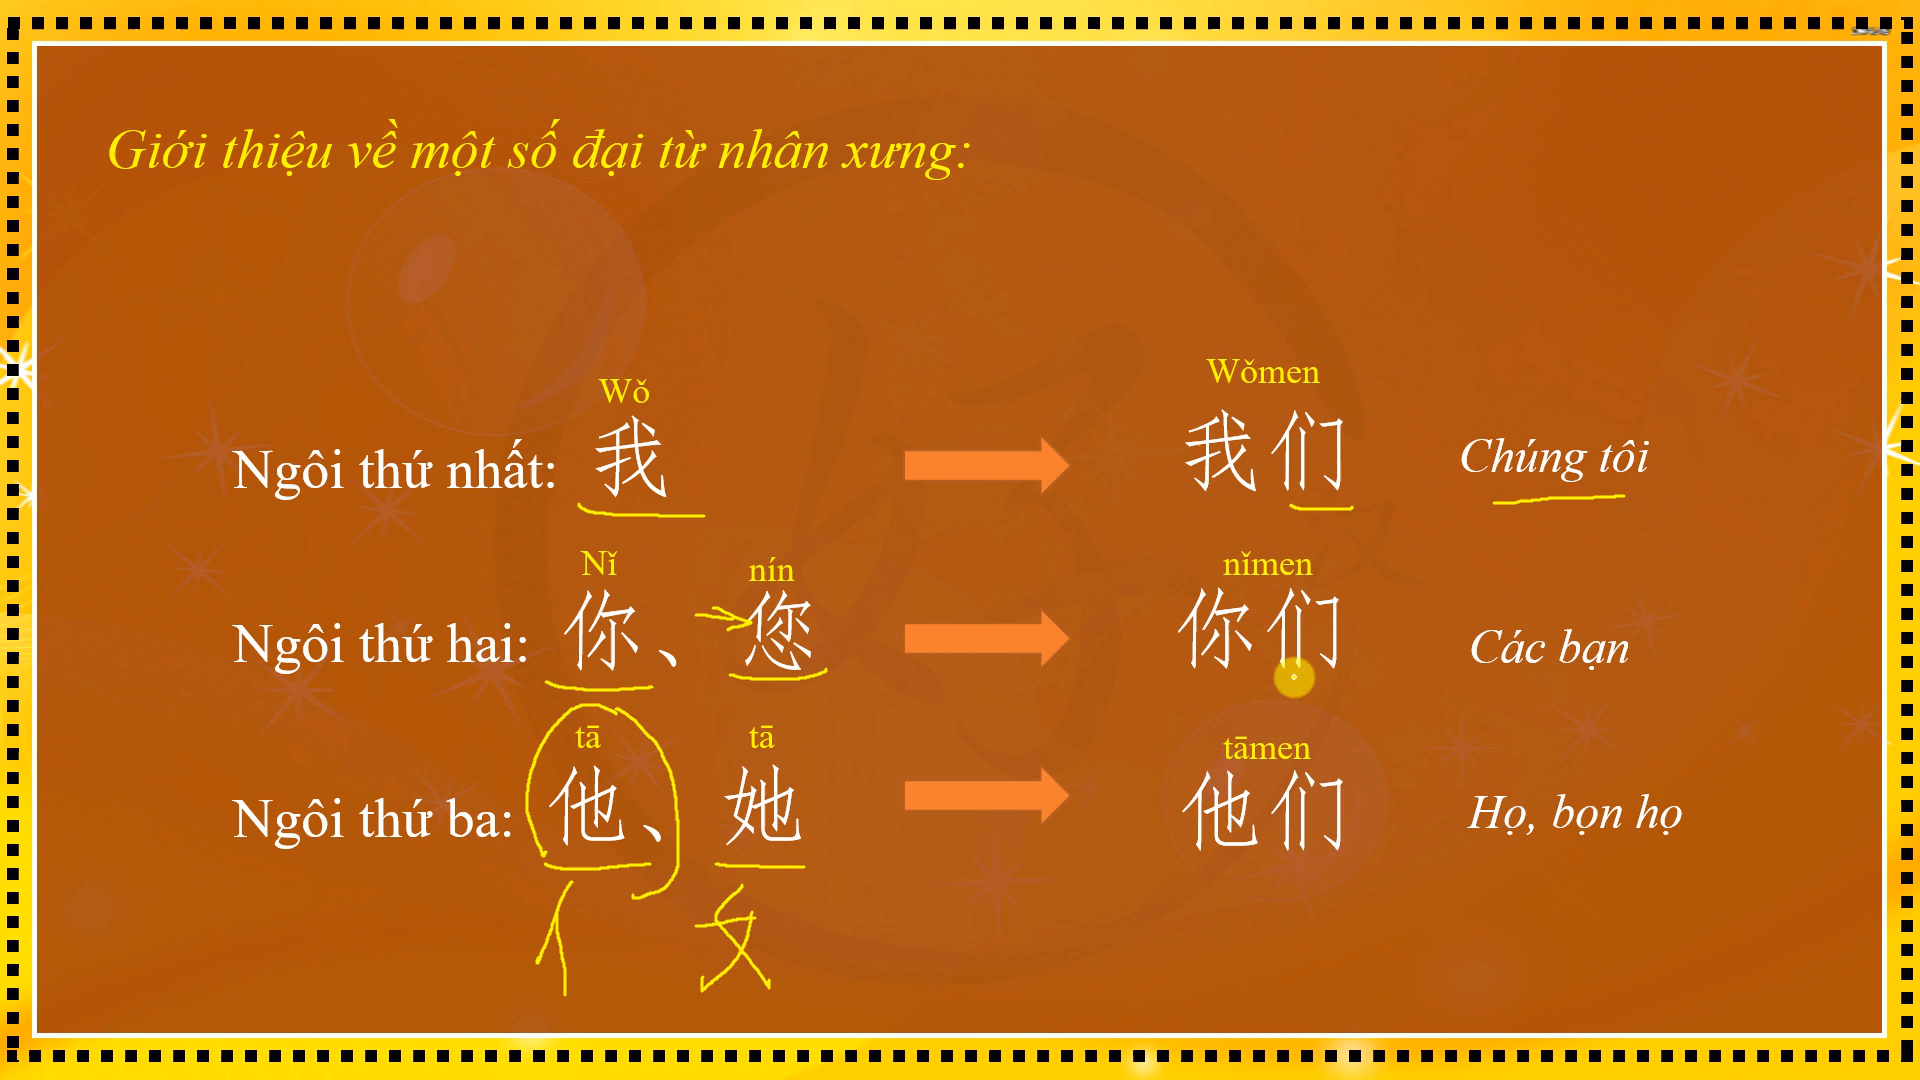 Giới thiệu về một số đại từ nhân xưng:
Wǒ
Wǒmen
Ngôi thứ nhất: 我
我们
Chúng tôi
Nǐ
nín
nǐmen
Ngôi thứ hai: 你、您
你们
Các bạn
tā
tā
tāmen
Ngôi thứ ba: 他、她
他们
Họ, bọn họ
亻
女